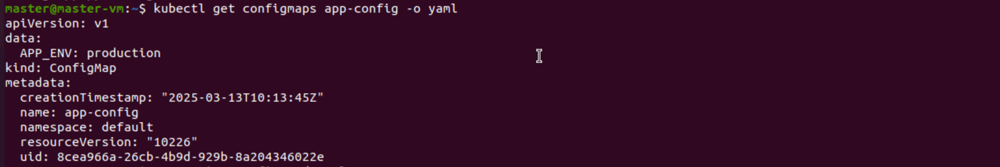 master@master-vm:~$ kubectl get configmaps app-config -o yaml
apiVersion: v1
data:
  APP_ENV: production
kind: ConfigMap
metadata:
  creationTimestamp: "2025-03-13T10:13:45Z"
  name: app-config
  namespace: default
  resourceVersion: "10226"
  uid: 8cea966a-26cb-4b9d-929b-8a204346022e